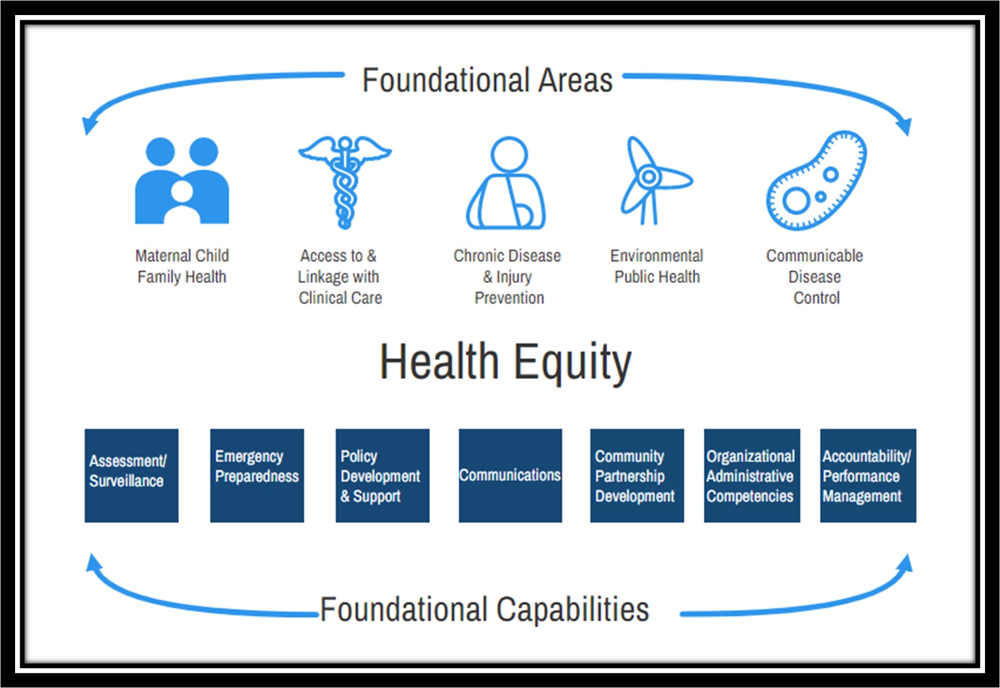 Foundational Areas
Maternal Child
Family Health
Access to &
Linkage with
Clinical Care
Chronic Disease
& Injury
Prevention
Environmental
Public Health
Communicable
Disease
Control
Health Equity
Assessment/
Surveillance
Emergency
Preparedness
Policy
Development
& Support
Communications
Community
Partnership
Development
Organizational
Administrative
Competencies
Accountability/
Performance
Management
Foundational Capabilities